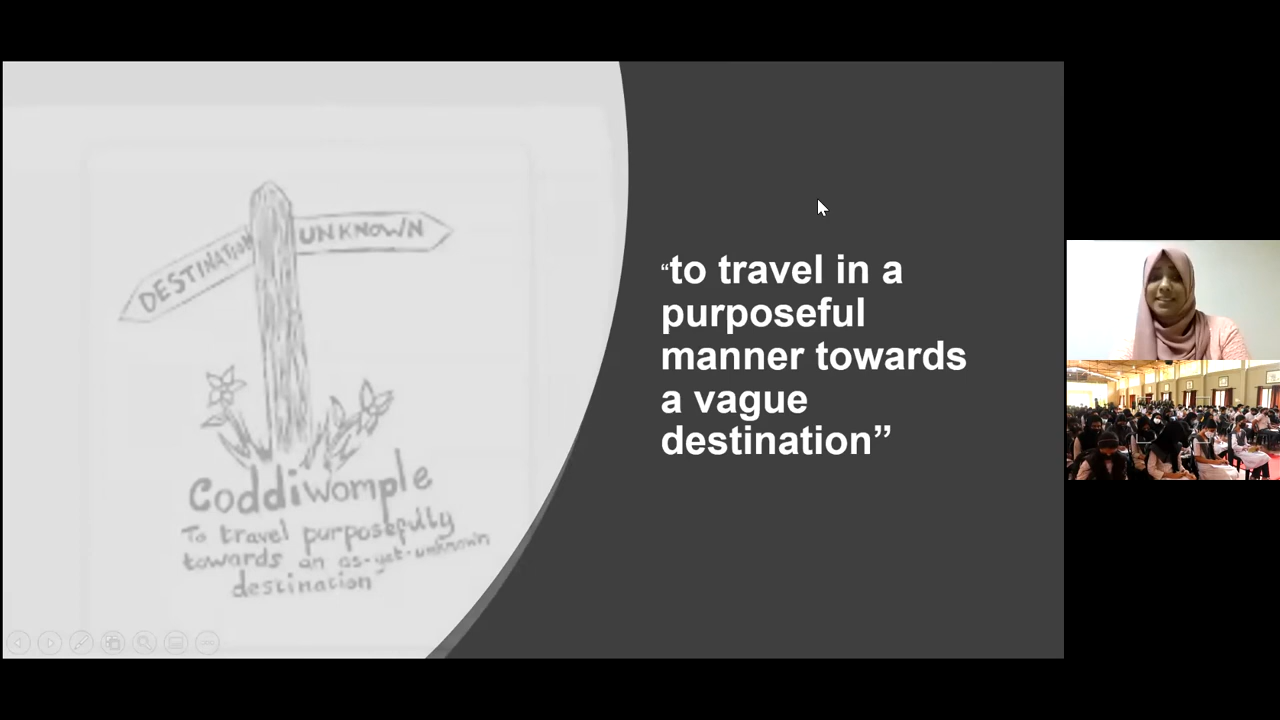 DESTINATION
UNKNOWN
Coddiwomple
To travel purposefully
towards an as-yet-unknown
destination"
“to travel in a
purposeful
manner towards
a vague
destination”